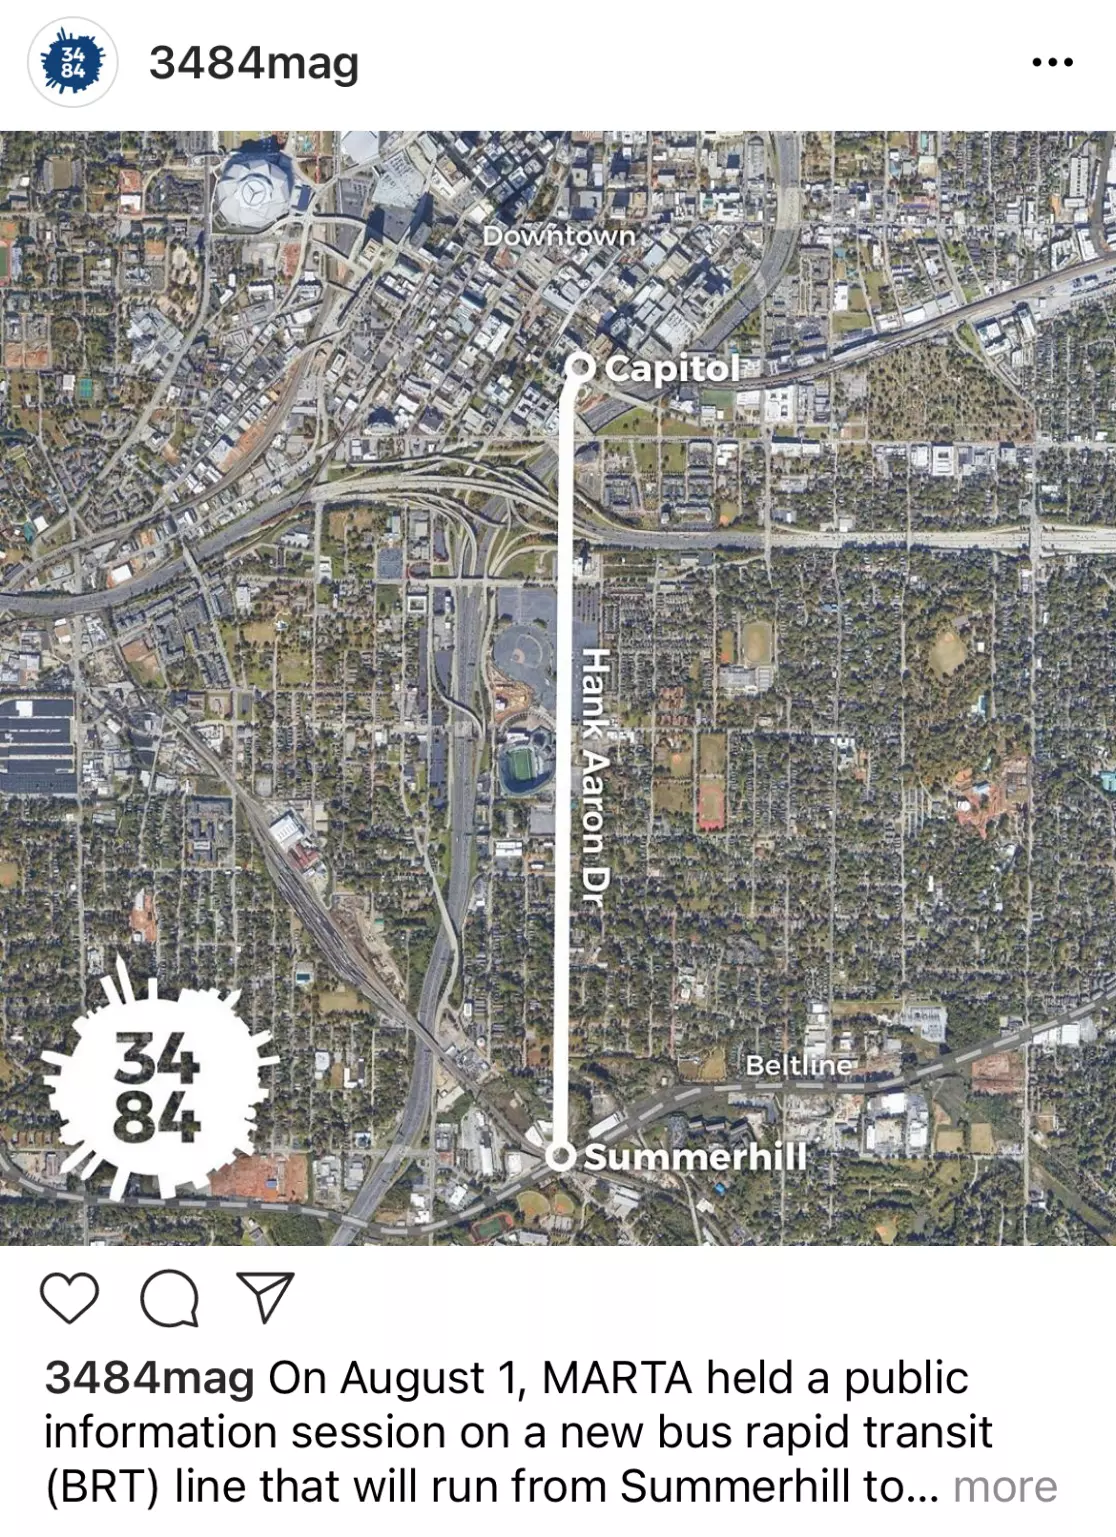 34
84
3484mag
Downtown
Capitol
Hank Aaron Dr
Beltline
34
84
Summerhill
3484mag On August 1, MARTA held a public
information session on a new bus rapid transit
(BRT) line that will run from Summerhill to... more